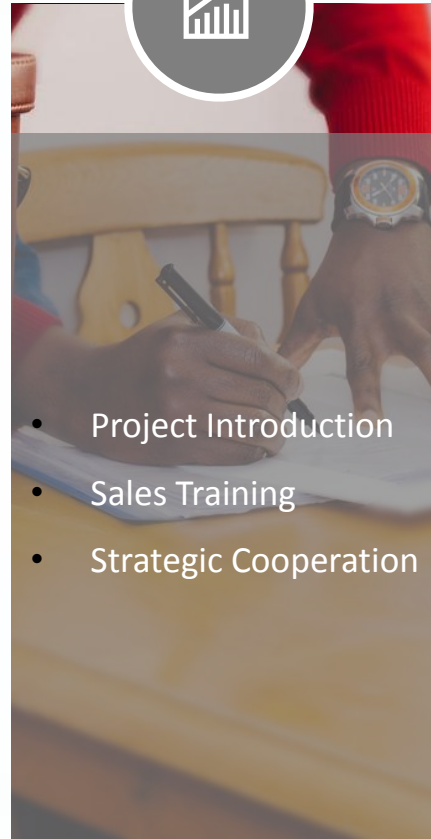 • Project Introduction
• Sales Training
• Strategic Cooperation